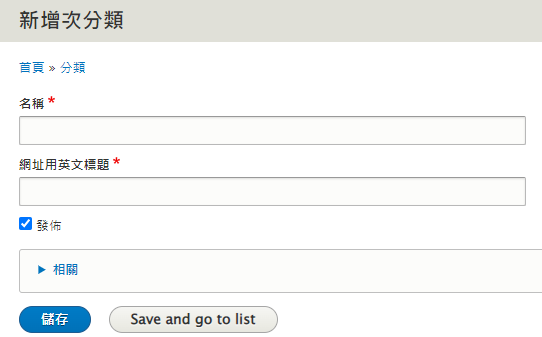 新增次分類
首頁 » 分類
名稱 *
網址用英文標題 *
發佈
相關
儲存
Save and go to list